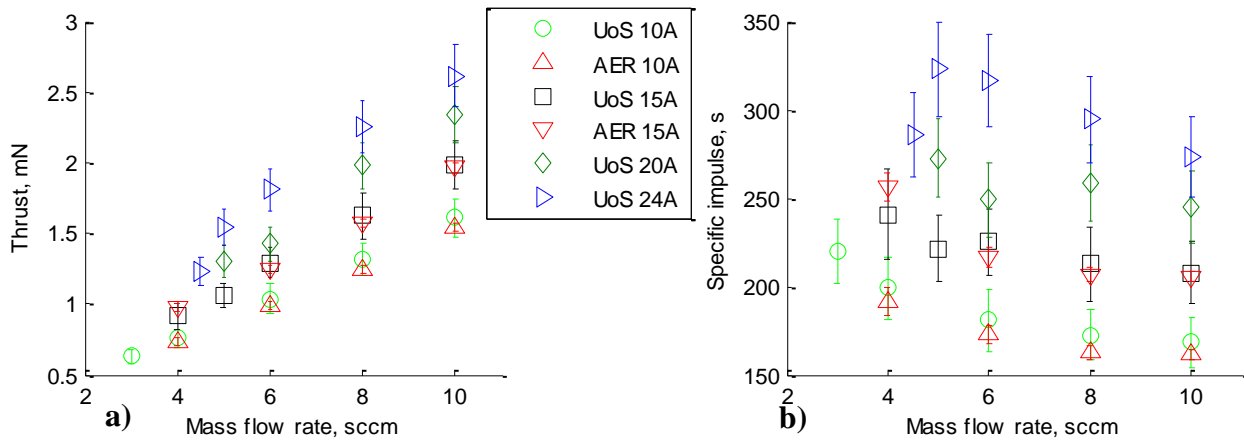 Thrust, mN
3
2.5
2
1.5
1
0.5
2 4 6 8 10
a)
Mass flow rate, sccm
UoS 10A
AER 10A
UoS 15A
AER 15A
UoS 20A
UoS 24A
Specific impulse, s
350
300
250
200
150
2 4 6 8 10
b)
Mass flow rate, sccm